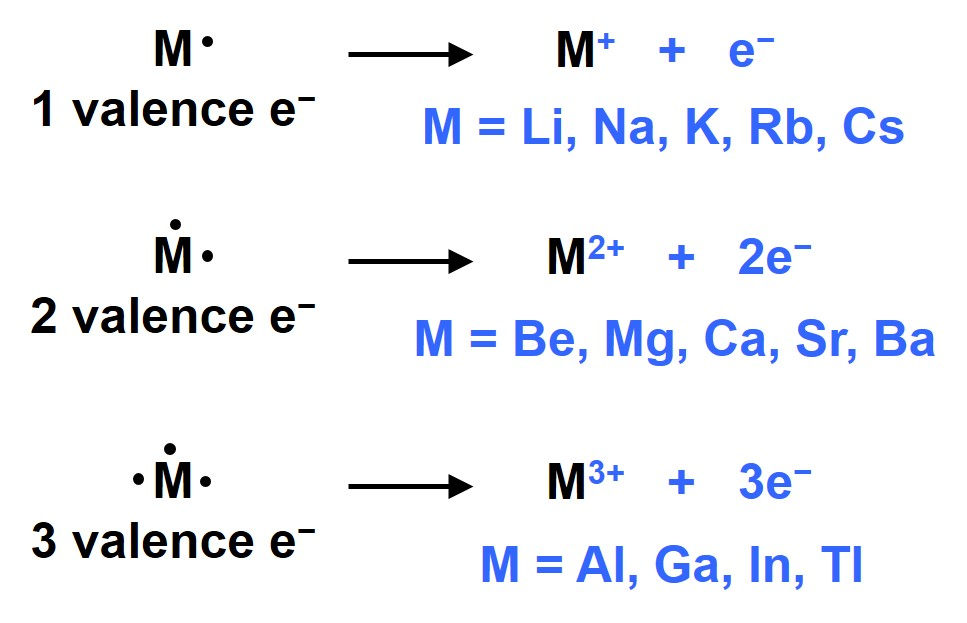 M· ⟶ M⁺ + e⁻
1 valence e⁻
M = Li, Na, K, Rb, Cs
Ṁ· ⟶ M²⁺ + 2e⁻
2 valence e⁻
M = Be, Mg, Ca, Sr, Ba
·Ṁ· ⟶ M³⁺ + 3e⁻
3 valence e⁻
M = Al, Ga, In, Tl